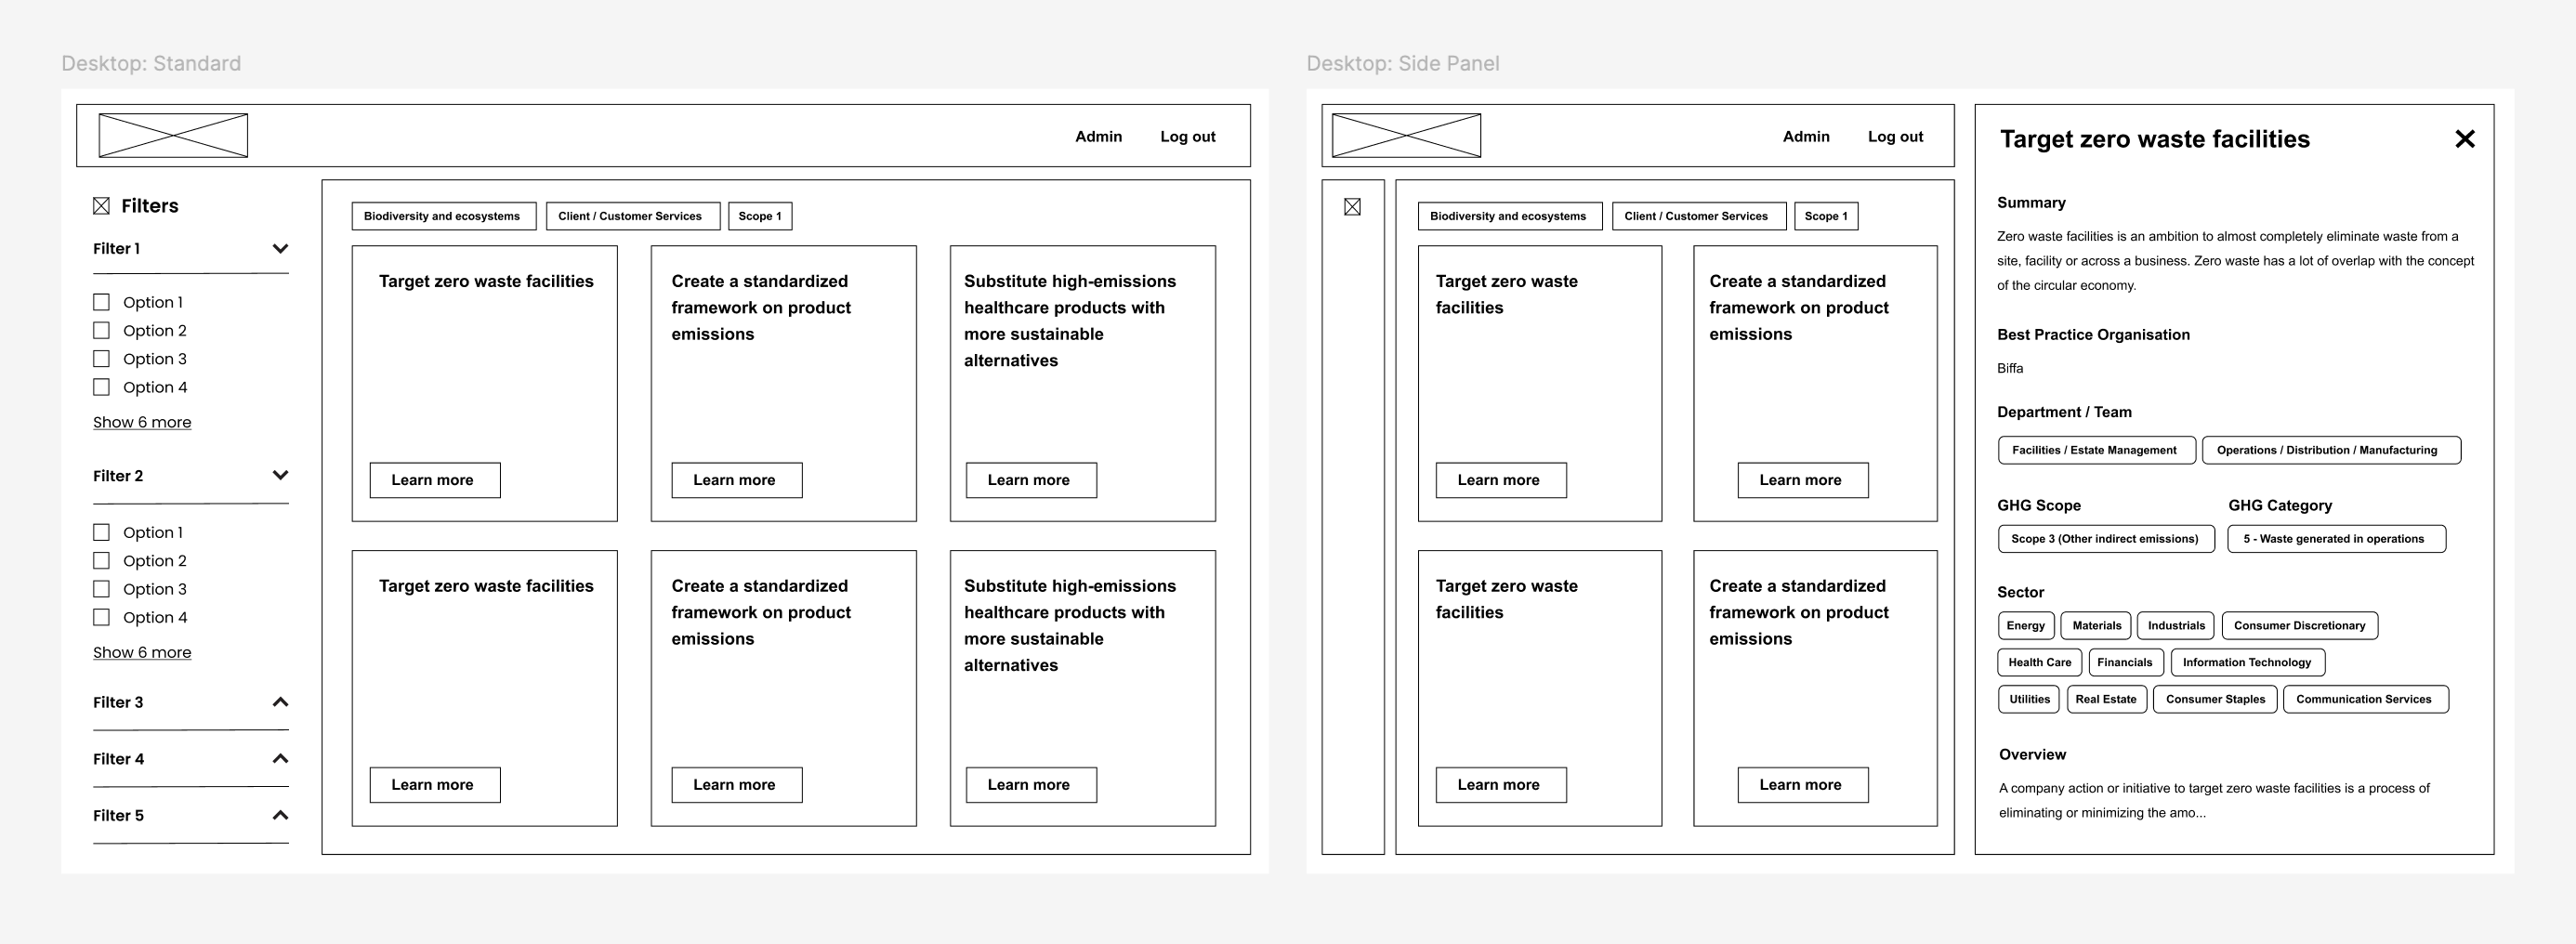 Desktop: Standard
Admin
Log out
Filters
Filter 1
Option 1
Option 2
Option 3
Option 4
Show 6 more
Filter 2
Option 1
Option 2
Option 3
Option 4
Show 6 more
Filter 3
Filter 4
Filter 5
Biodiversity and ecosystems
Client / Customer Services
Scope 1
Target zero waste facilities
Learn more
Create a standardized
framework on product
emissions
Learn more
Substitute high-emissions
healthcare products with
more sustainable
alternatives
Learn more
Target zero waste facilities
Learn more
Create a standardized
framework on product
emissions
Learn more
Substitute high-emissions
healthcare products with
more sustainable
alternatives
Learn more
Desktop: Side Panel
Admin
Log out
Biodiversity and ecosystems
Client / Customer Services
Scope 1
Target zero waste
facilities
Learn more
Create a standardized
framework on product
emissions
Learn more
Target zero waste
facilities
Learn more
Create a standardized
framework on product
emissions
Learn more
Target zero waste facilities
Summary
Zero waste facilities is an ambition to almost completely eliminate waste from a
site, facility or across a business. Zero waste has a lot of overlap with the concept
of the circular economy.
Best Practice Organisation
Biffa
Department / Team
Facilities / Estate Management
Operations / Distribution / Manufacturing
GHG Scope
Scope 3 (Other indirect emissions)
GHG Category
5 - Waste generated in operations
Sector
Energy
Materials
Industrials
Consumer Discretionary
Health Care
Financials
Information Technology
Utilities
Real Estate
Consumer Staples
Communication Services
Overview
A company action or initiative to target zero waste facilities is a process of
eliminating or minimizing the amo...